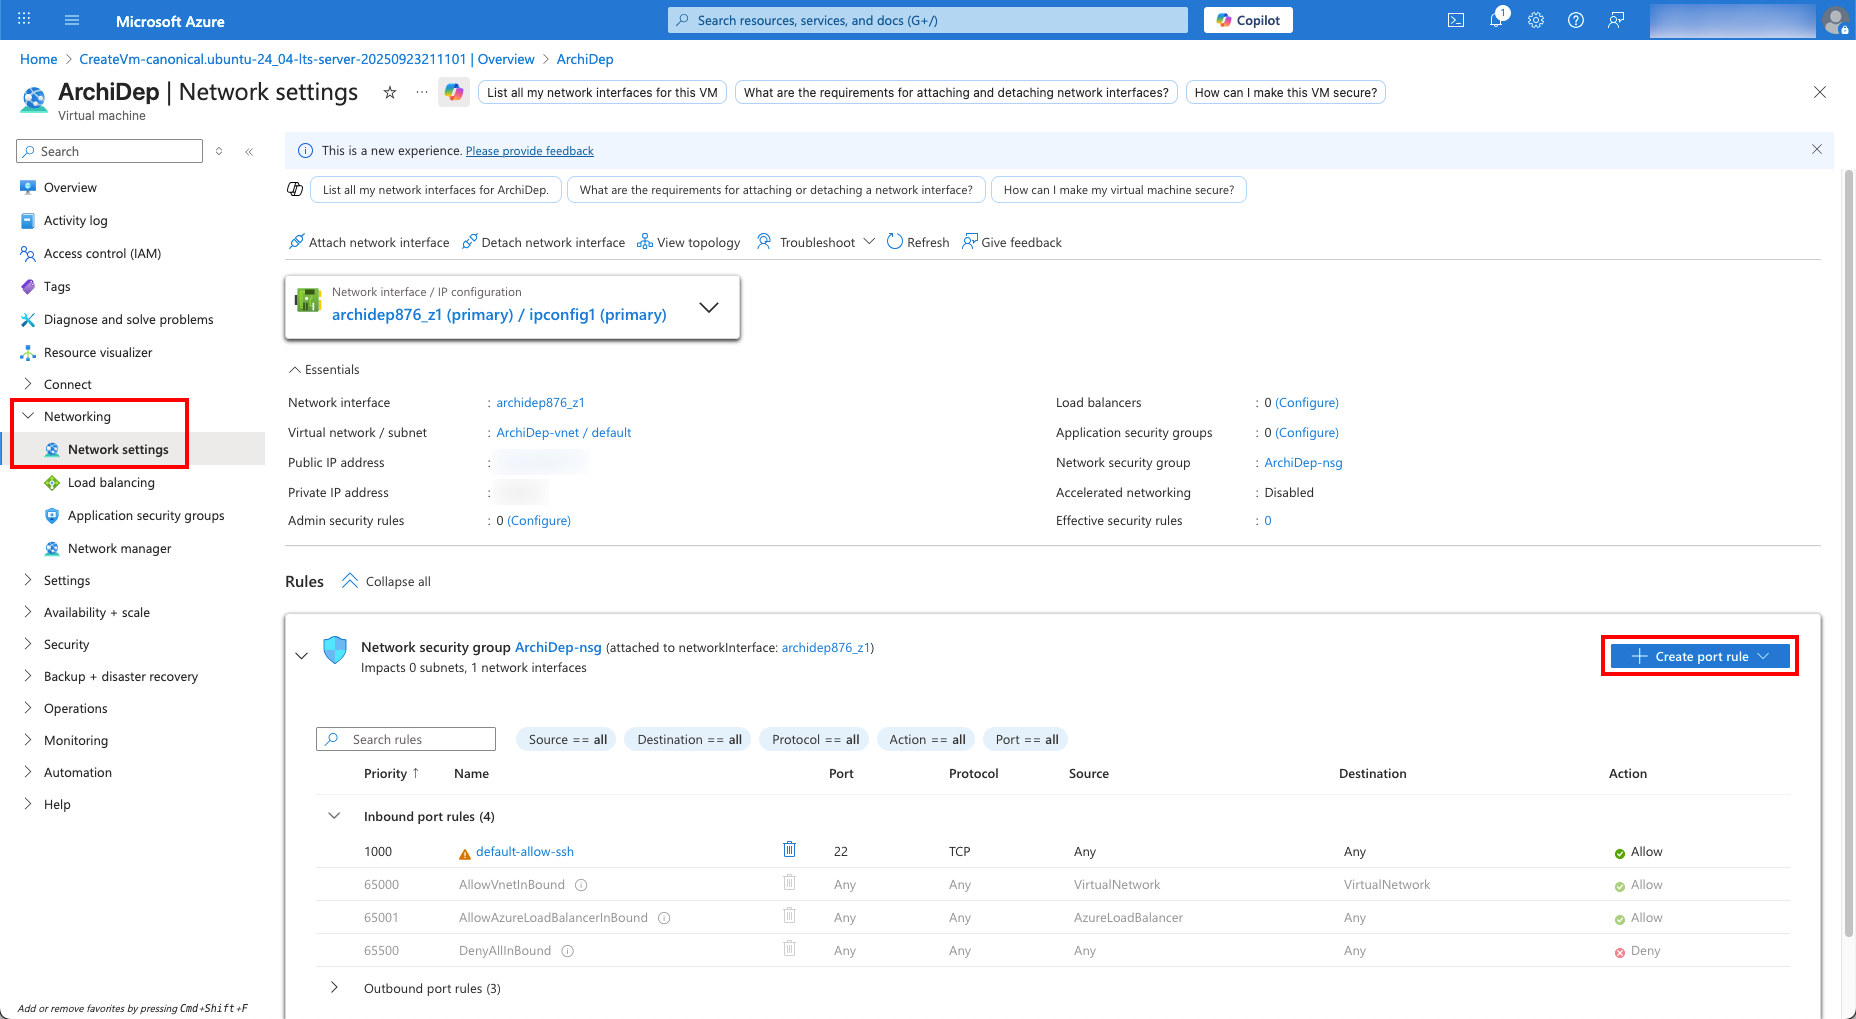 Microsoft Azure
Search resources, services, and docs (G+/)
Copilot
1
Home > CreateVm-canonical.ubuntu-24_04-lts-server-20250923211101 | Overview > ArchiDep
ArchiDep | Network settings
Virtual machine
List all my network interfaces for this VM
What are the requirements for attaching and detaching network interfaces?
How can I make this VM secure?
Search
Overview
Activity log
Access control (IAM)
Tags
Diagnose and solve problems
Resource visualizer
Connect
Networking
Network settings
Load balancing
Application security groups
Network manager
Settings
Availability + scale
Security
Backup + disaster recovery
Operations
Monitoring
Automation
Help
Add or remove favorites by pressing Cmd+Shift+F
This is a new experience. Please provide feedback
List all my network interfaces for ArchiDep.
What are the requirements for attaching or detaching a network interface?
How can I make my virtual machine secure?
Attach network interface
Detach network interface
View topology
Troubleshoot
Refresh
Give feedback
Network interface / IP configuration
archidep876_z1 (primary) / ipconfig1 (primary)
Essentials
Network interface : archidep876_z1
Virtual network / subnet : ArchiDep-vnet / default
Public IP address :
Private IP address :
Admin security rules : 0 (Configure)
Load balancers : 0 (Configure)
Application security groups : 0 (Configure)
Network security group : ArchiDep-nsg
Accelerated networking : Disabled
Effective security rules : 0
Rules
Collapse all
Network security group ArchiDep-nsg (attached to networkInterface: archidep876_z1)
Impacts 0 subnets, 1 network interfaces
Create port rule
Search rules
Source == all
Destination == all
Protocol == all
Action == all
Port == all
Priority ↑ Name Port Protocol Source Destination Action
Inbound port rules (4)
1000 default-allow-ssh 22 TCP Any Any Allow
65000 AllowVnetInBound Any Any VirtualNetwork VirtualNetwork Allow
65001 AllowAzureLoadBalancerInBound Any Any AzureLoadBalancer Any Allow
65500 DenyAllInBound Any Any Any Any Deny
Outbound port rules (3)